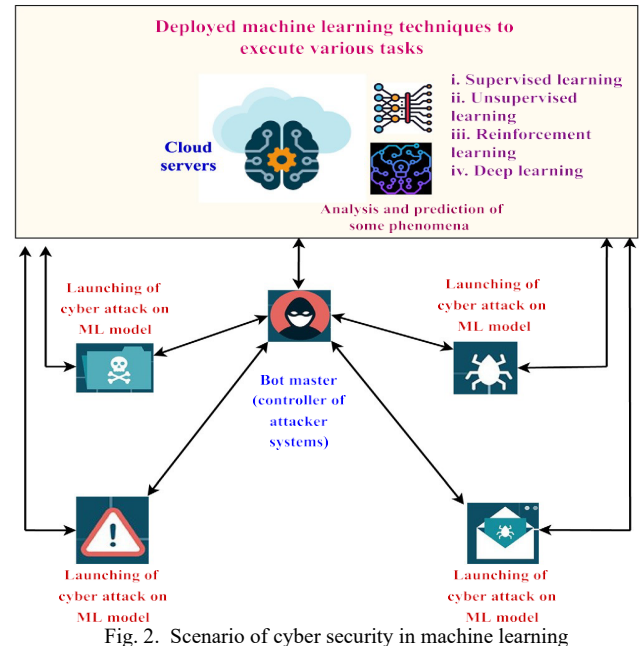 Deployed machine learning techniques to
execute various tasks
Cloud
servers
i. Supervised learning
ii. Unsupervised
learning
iii. Reinforcement
learning
iv. Deep learning
Analysis and prediction of
some phenomena
Launching of
cyber attack on
ML model
Launching of
cyber attack on
ML model
Bot master
(controller of
attacker
systems)
Launching of
cyber attack on
ML model
Launching of
cyber attack on
ML model
Fig. 2. Scenario of cyber security in machine learning